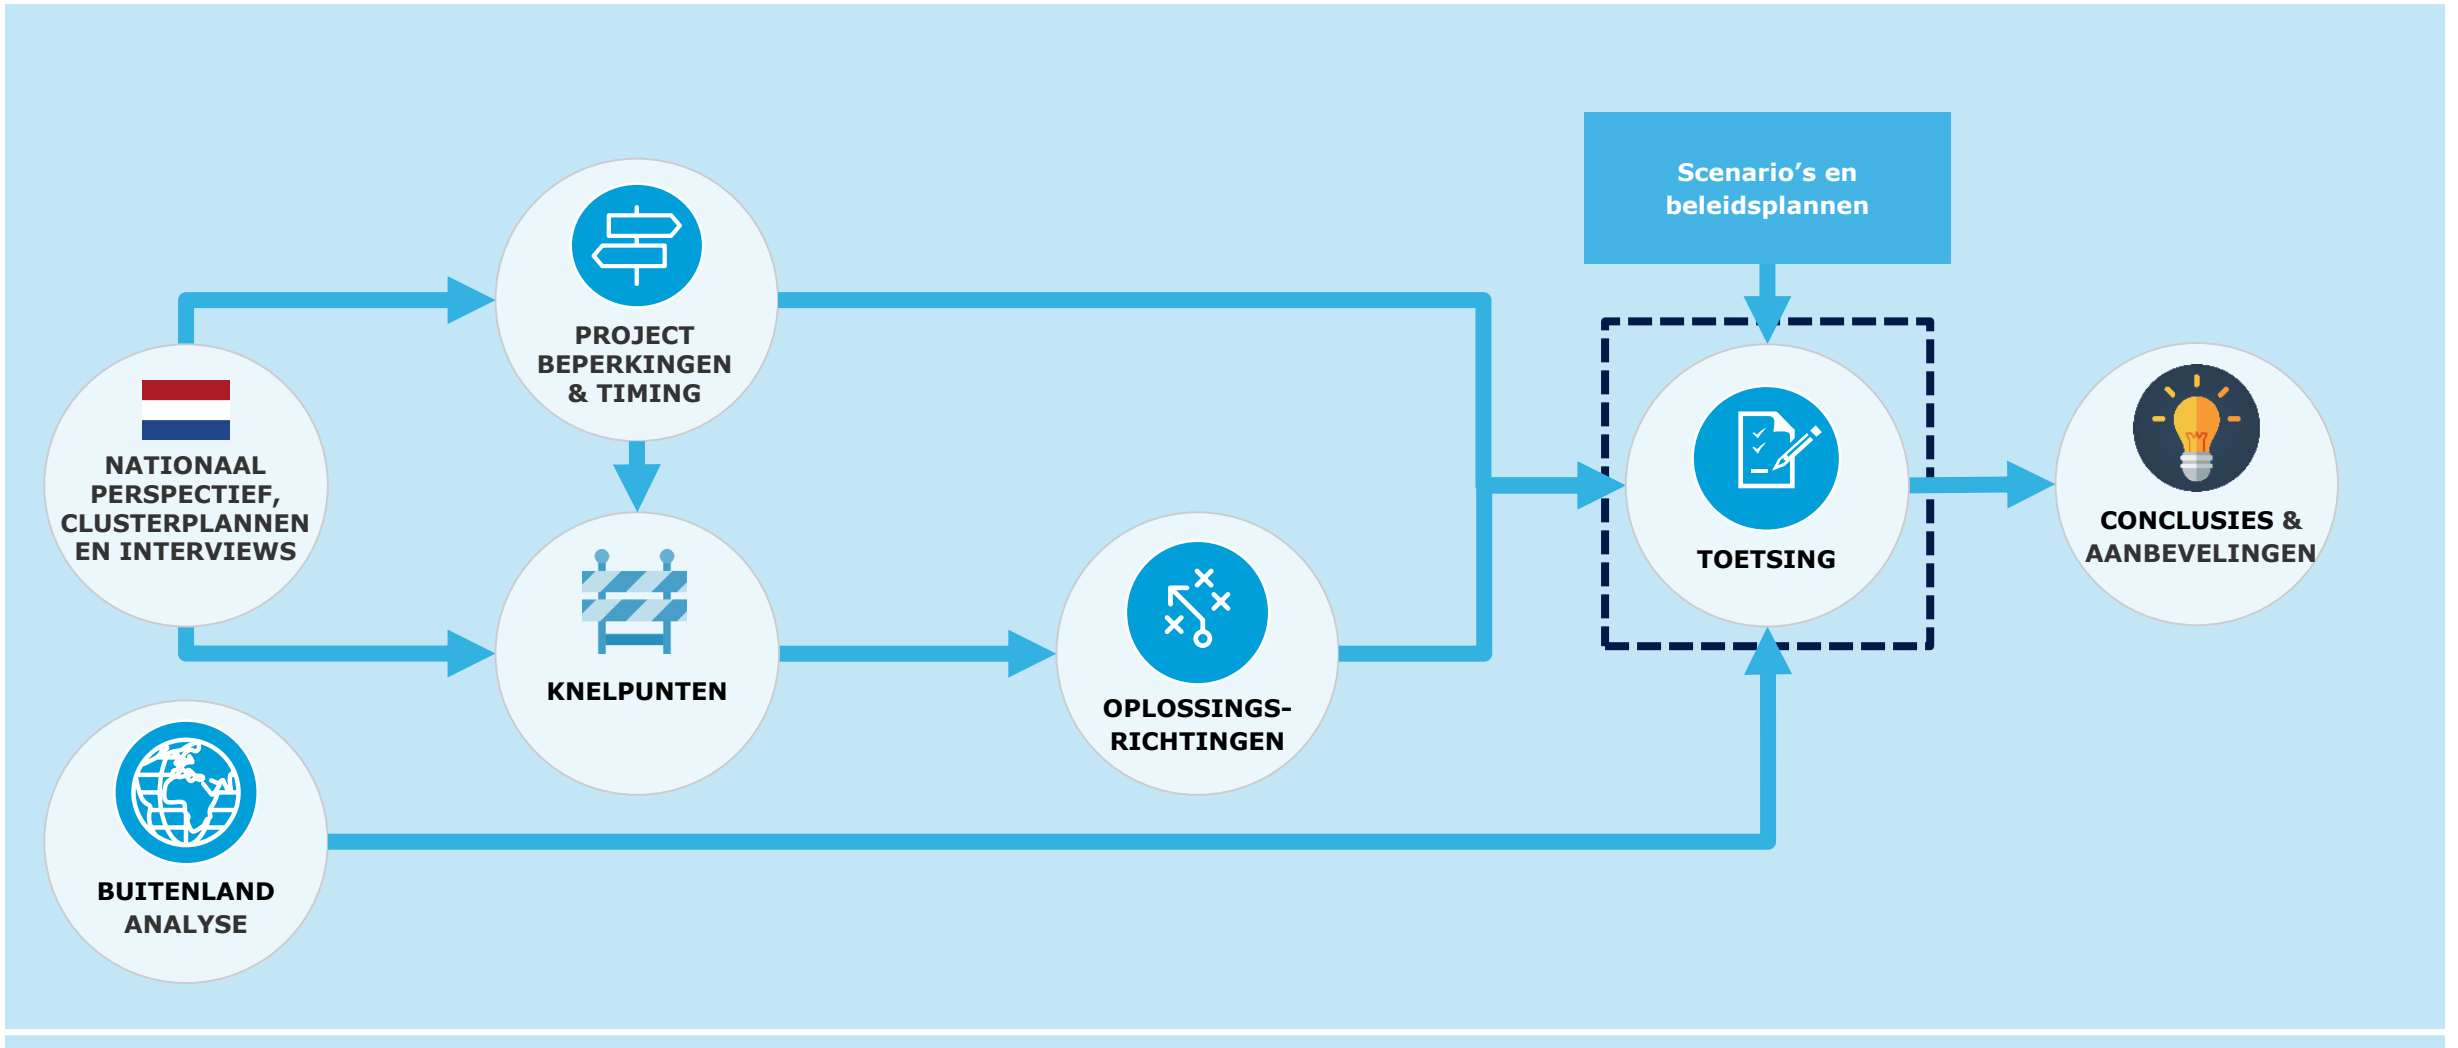 Scenario’s en
beleidsplannen
PROJECT
BEPERKINGEN
& TIMING
NATIONAAL
PERSPECTIEF,
CLUSTERPLANNEN
EN INTERVIEWS
KNELPUNTEN
OPLOSSINGS-
RICHTINGEN
TOETSING
CONCLUSIES &
AANBEVELINGEN
BUITENLAND
ANALYSE